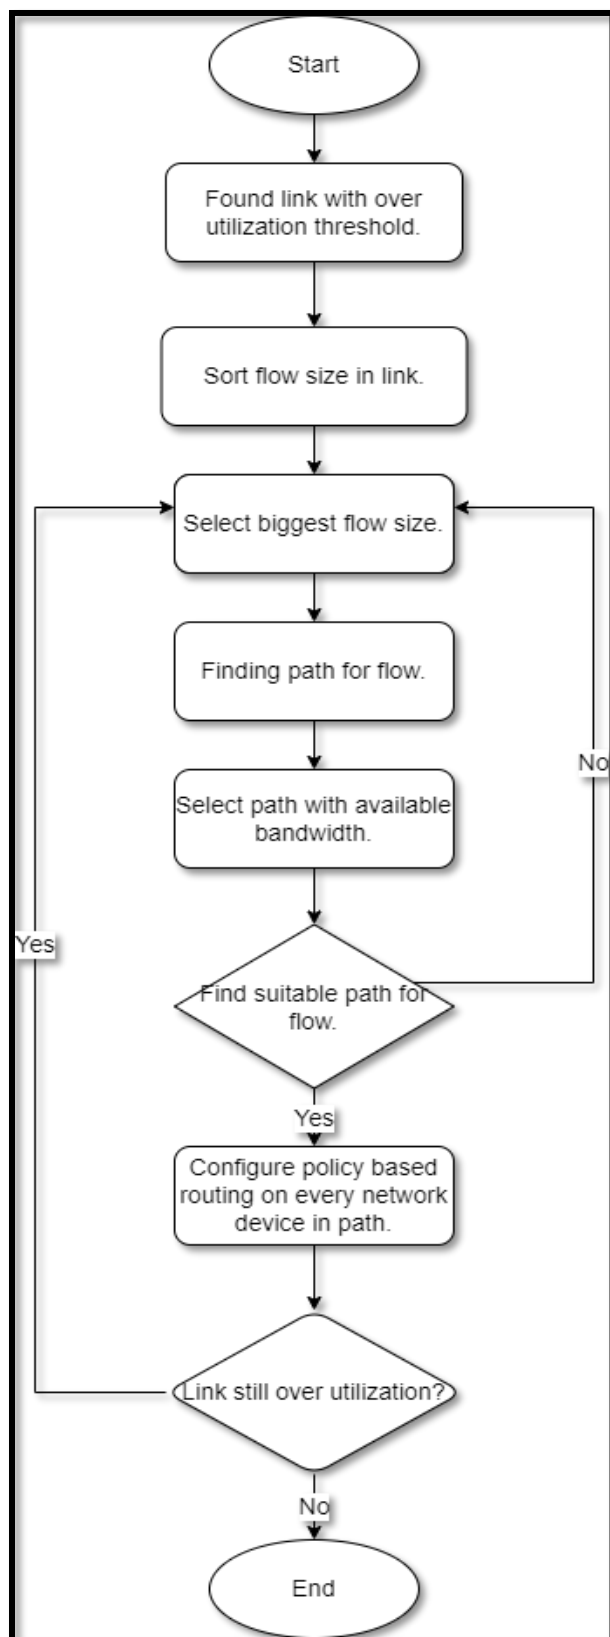 Start
Found link with over
utilization threshold.
Sort flow size in link.
Select biggest flow size.
Finding path for flow.
No
Select path with available
bandwidth.
Yes
Find suitable path for
flow.
Yes
Configure policy based
routing on every network
device in path.
Link still over utilization?
No
End